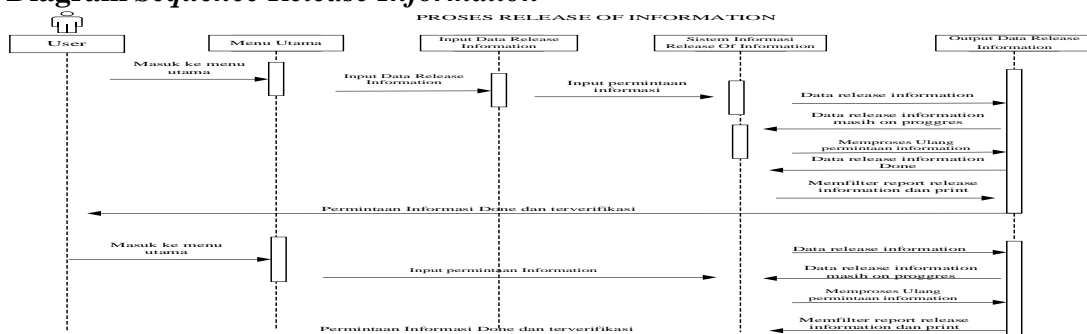 Diagram Sequence Release Information
PROSES RELEASE OF INFORMATION
User
Menu Utama
Input Data Release
Information
Sistem Informasi
Release Of Information
Output Data Release
Information
Masuk ke menu
utama
Input Data Release
Information
Input permintaan
informasi
Data release information
Data release information
masih on proggres
Memproses Ulang
permintaan information
Data release information
Done
Memfilter report release
information dan print
Permintaan Informasi Done dan terverifikasi
Masuk ke menu
utama
Input permintaan Information
Data release information
Data release information
masih on proggres
Memproses Ulang
permintaan information
Memfilter report release
information dan print
Permintaan Informasi Done dan terverifikasi